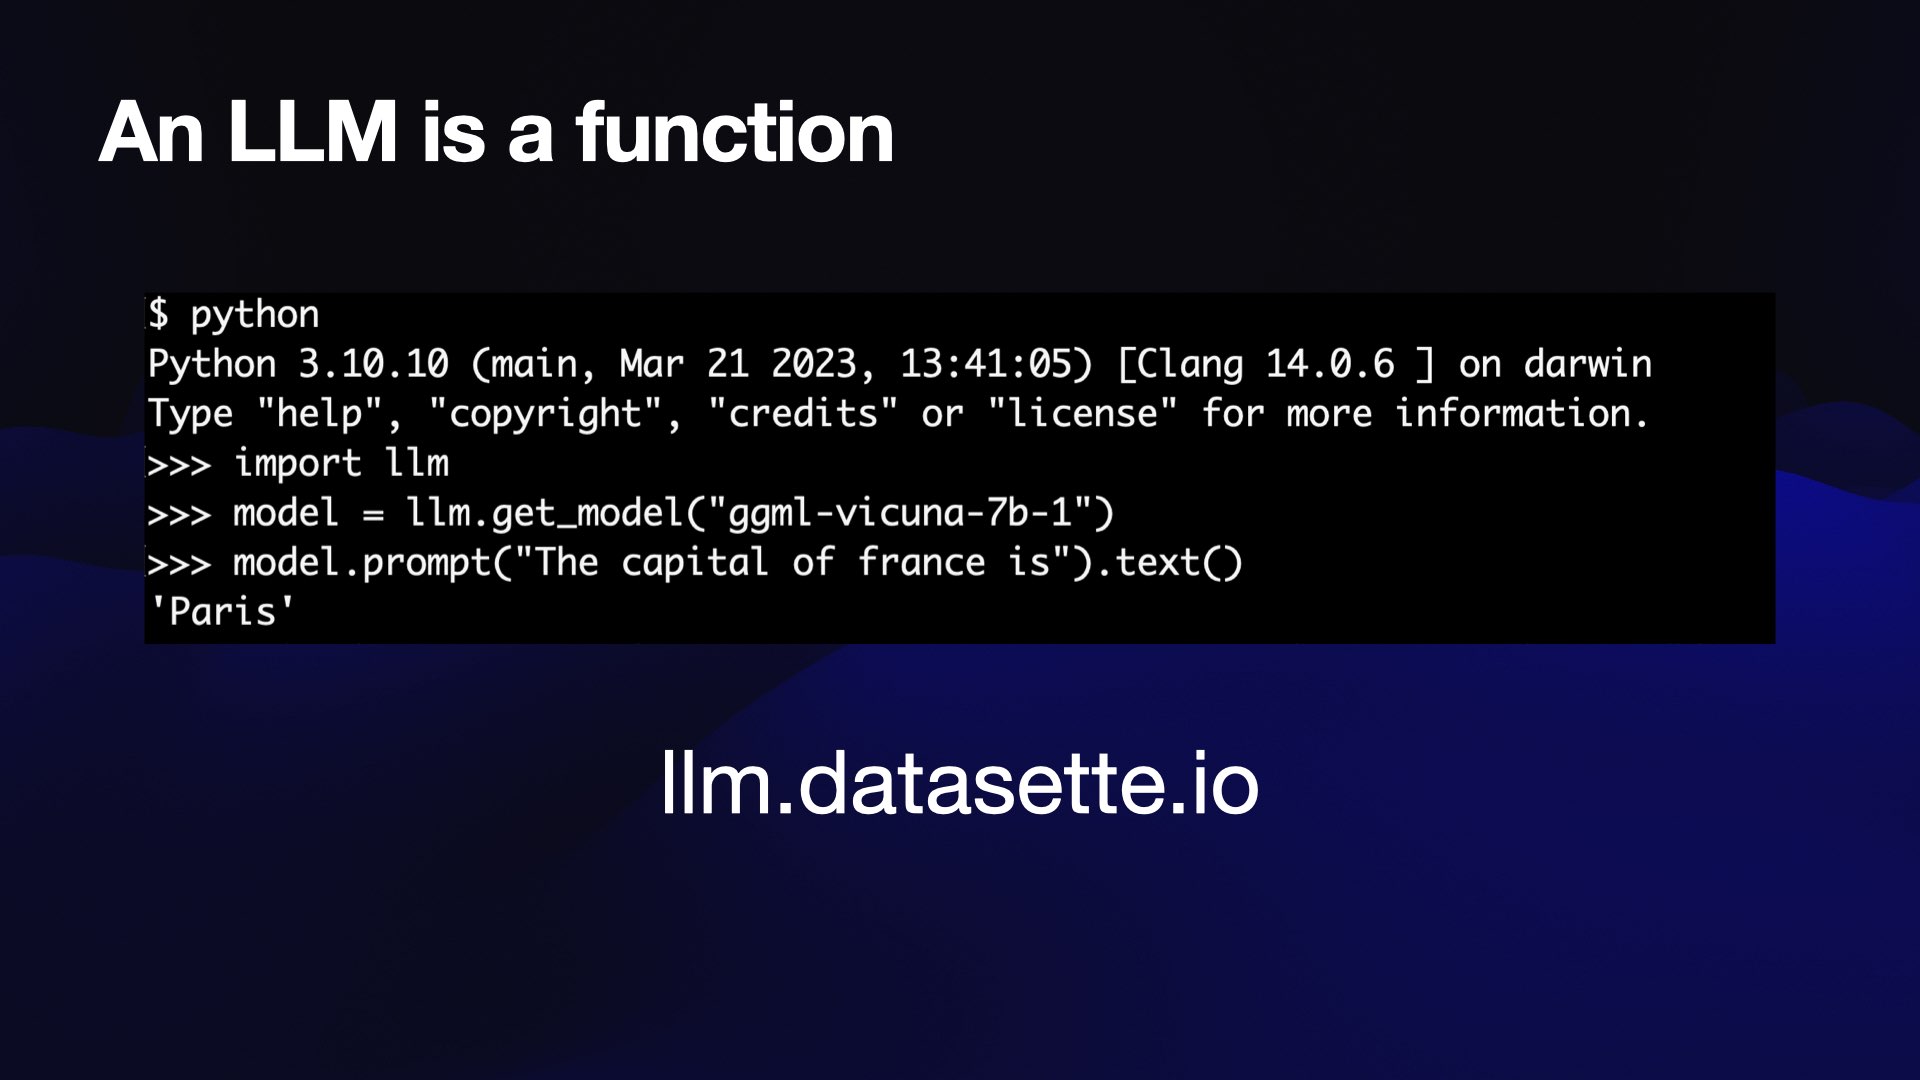 An LLM is a function
$ python
Python 3.10.10 (main, Mar 21 2023, 13:41:05) [Clang 14.0.6 ] on darwin
Type "help", "copyright", "credits" or "license" for more information.
>>> import llm
>>> model = llm.get_model("ggml-vicuna-7b-1")
>>> model.prompt("The capital of france is").text()
'Paris'
llm.datasette.io